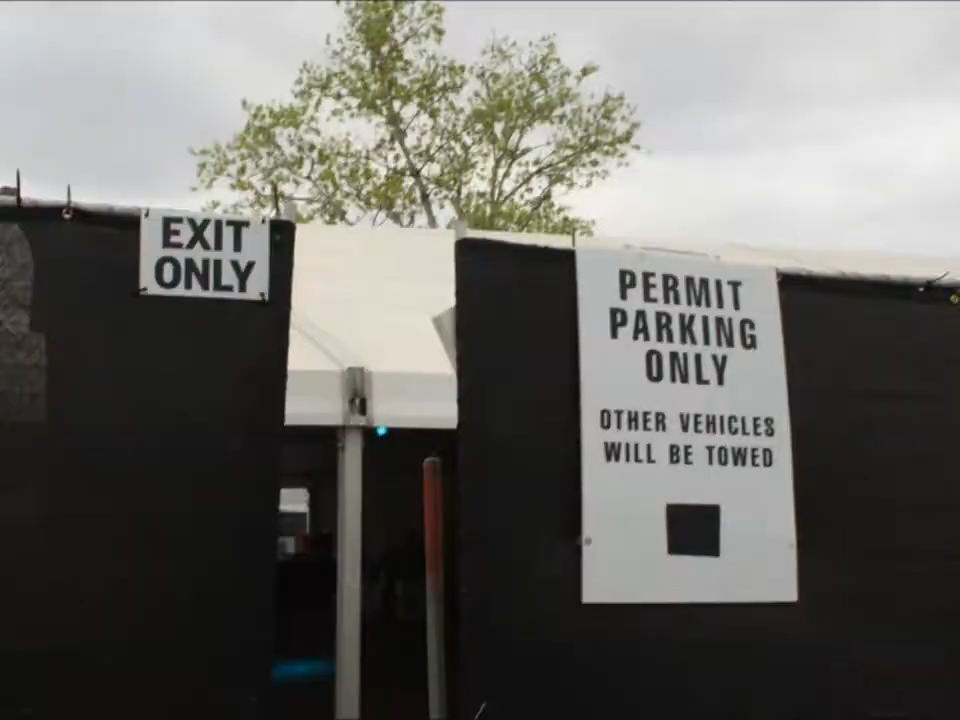 EXIT
ONLY
PERMIT
PARKING
ONLY
OTHER VEHICLES
WILL BE TOWED